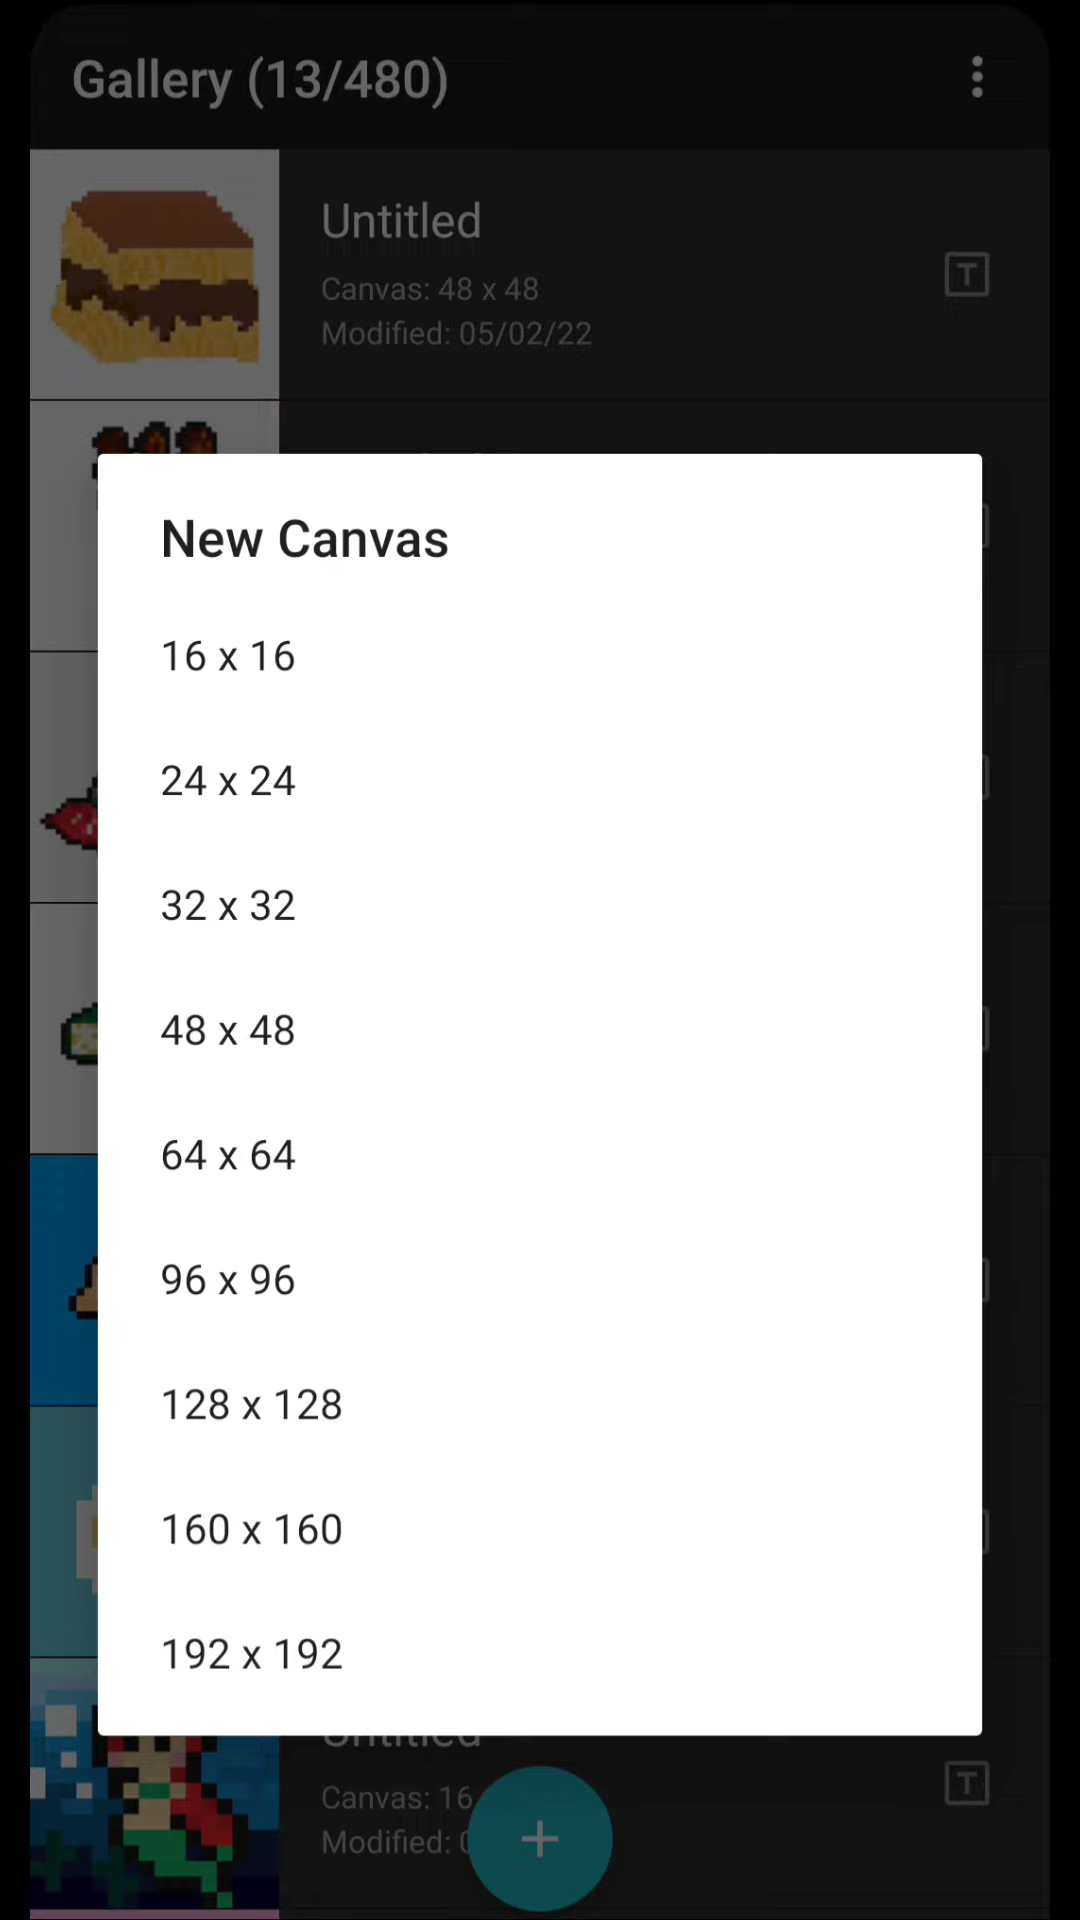 Gallery (13/480)
Untitled
Canvas: 48 x 48
Modified: 05/02/22
T
New Canvas
16 x 16
24 x 24
32 x 32
48 x 48
64 x 64
96 x 96
128 x 128
160 x 160
192 x 192
Untitled
Canvas: 16
Modified:
T